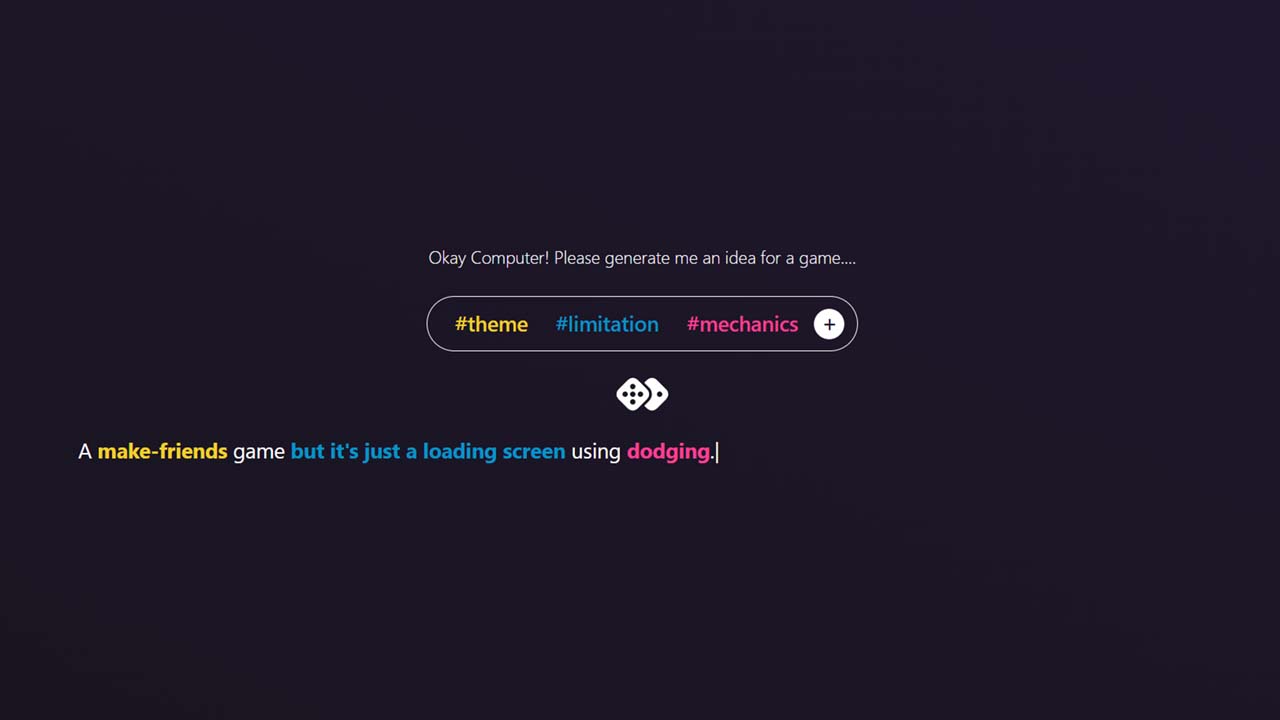 Okay Computer! Please generate me an idea for a game....
#theme #limitation #mechanics +
A make-friends game but it's just a loading screen using dodging.